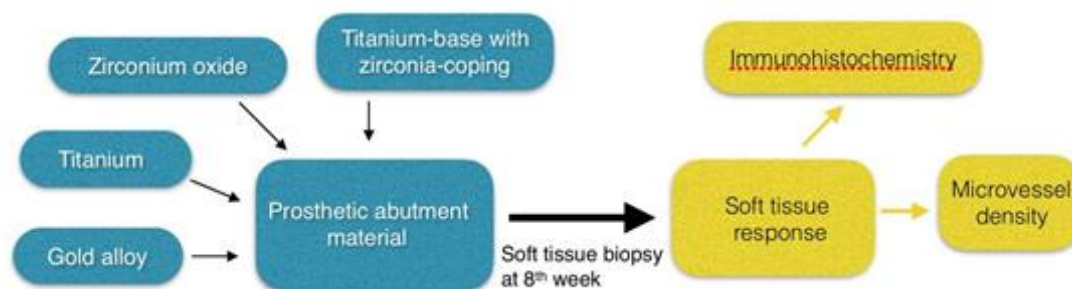 Zirconium oxide
Titanium-base with
zirconia-coping
Immunohistochemistry
Titanium
Prosthetic abutment
material
Soft tissue
response
Microvessel
density
Gold alloy
Soft tissue biopsy
at 8th week